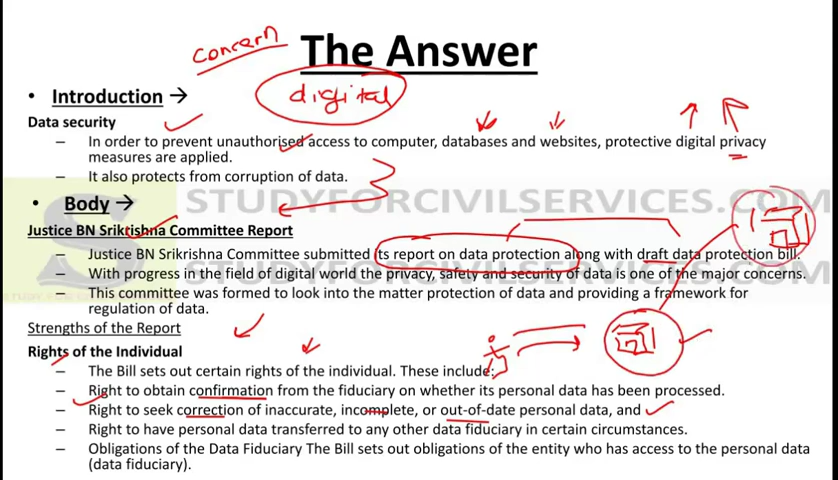 concern
The Answer
digital
• Introduction →
Data security
– In order to prevent unauthorised access to computer, databases and websites, protective digital privacy
measures are applied.
– It also protects from corruption of data.
STUDYFORCIVILSERVICES.COM
• Body →
Justice BN Srikrishna Committee Report
– Justice BN Srikrishna Committee submitted its report on data protection along with draft data protection bill.
– With progress in the field of digital world the privacy, safety and security of data is one of the major concerns.
– This committee was formed to look into the matter protection of data and providing a framework for
regulation of data.
Strengths of the Report
Rights of the Individual
– The Bill sets out certain rights of the individual. These include:
– Right to obtain confirmation from the fiduciary on whether its personal data has been processed.
– Right to seek correction of inaccurate, incomplete, or out-of-date personal data, and
– Right to have personal data transferred to any other data fiduciary in certain circumstances.
– Obligations of the Data Fiduciary The Bill sets out obligations of the entity who has access to the personal data
(data fiduciary).